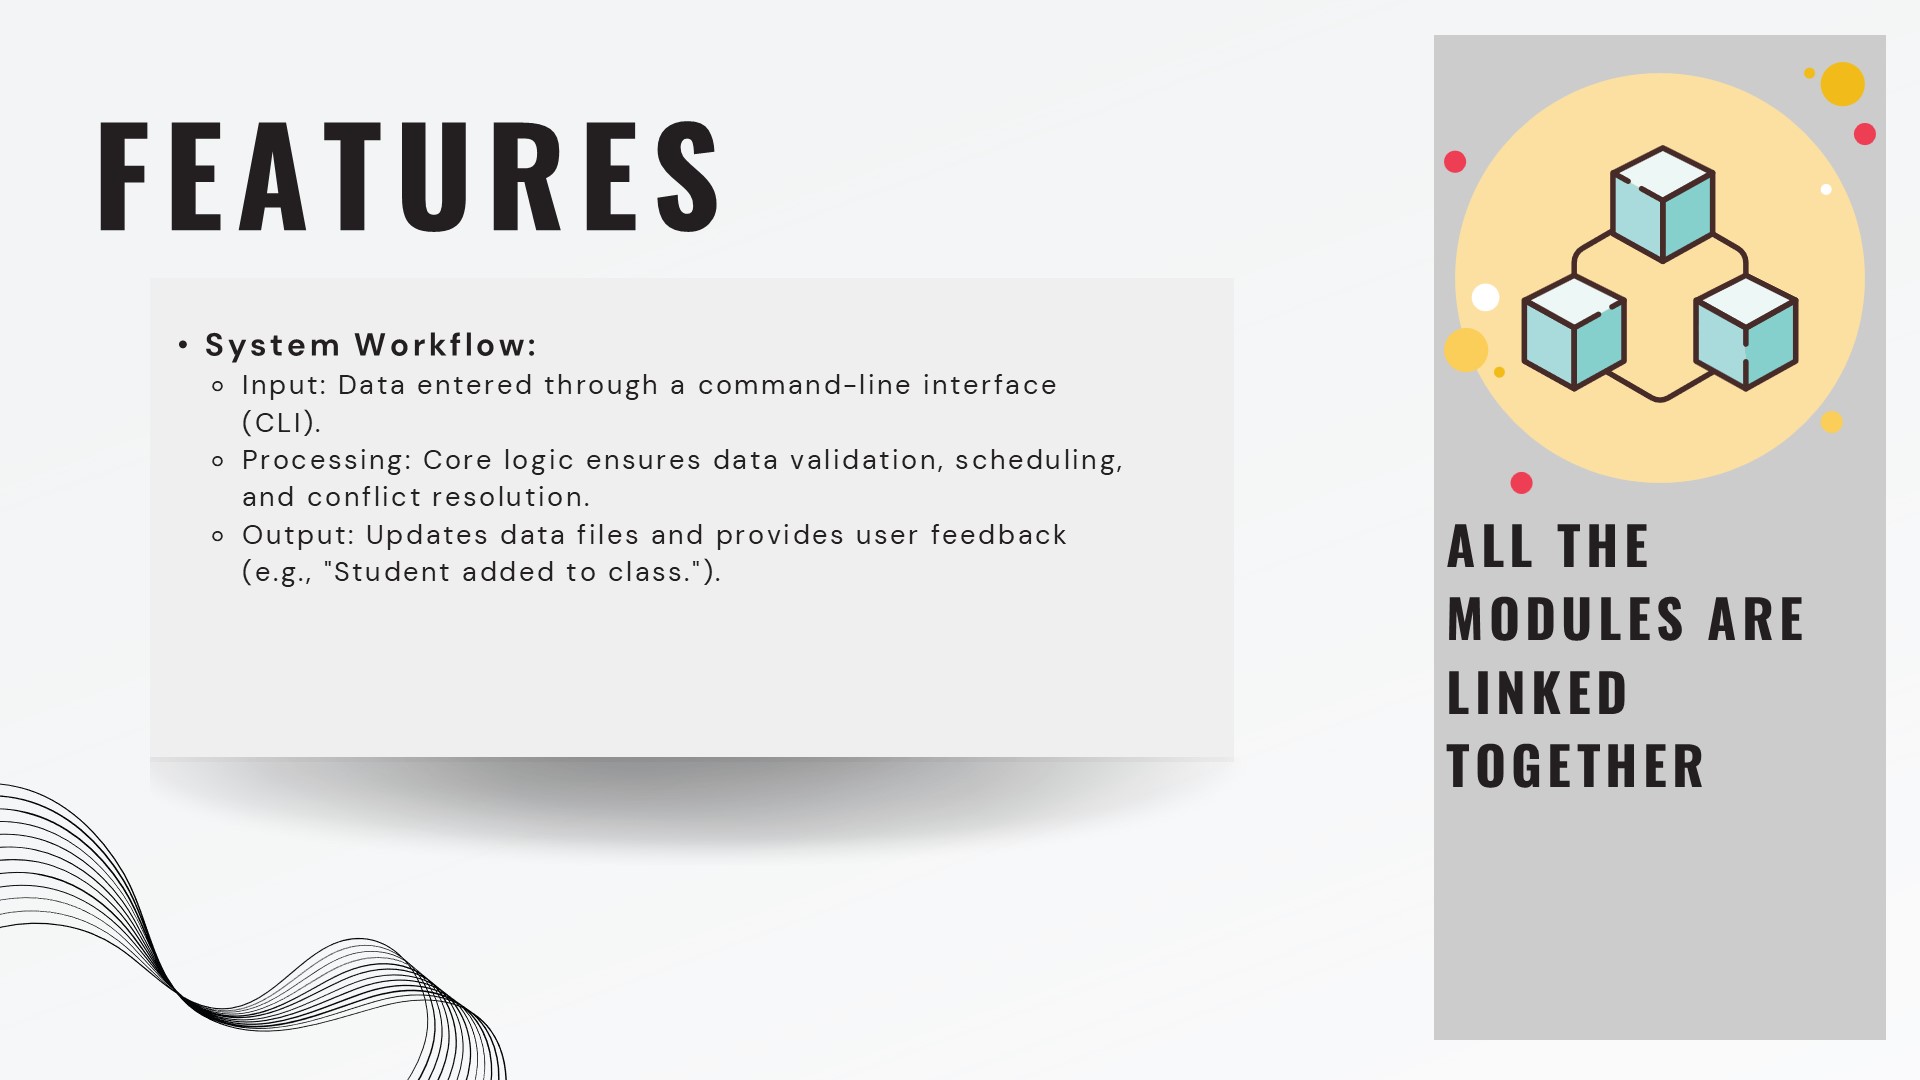 FEATURES
• System Workflow:
◦ Input: Data entered through a command-line interface
(CLI).
◦ Processing: Core logic ensures data validation, scheduling,
and conflict resolution.
◦ Output: Updates data files and provides user feedback
(e.g., "Student added to class.").
ALL THE
MODULES ARE
LINKED
TOGETHER